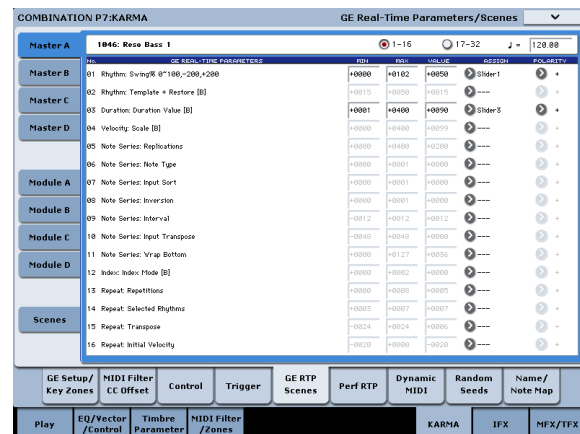 COMBINATION P7:KARMA GE Real-Time Parameters/Scenes
Master A 1046: Reso Bass 1 1-16 17-32 ♩ = 120.00
No. GE REAL-TIME PARAMETERS MIN MAX VALUE ASSIGN POLARITY
01 Rhythm: Swing% @~100,-200,+200 +0000 +0102 +0050 Slider1 +
Master B
02 Rhythm: Template + Restore [B] +0015 +0050 +0015 --- +
Master C
03 Duration: Duration Value [B] +0001 +0400 +0090 Slider3 +
Master D
04 Velocity: Scale [B] +0000 +0400 +0099 --- +
05 Note Series: Replications +0000 +0400 +0200 --- +
06 Note Series: Note Type +0000 +0001 +0000 --- +
Module A
07 Note Series: Input Sort +0000 +0001 +0001 --- +
08 Note Series: Inversion +0000 +0001 +0000 --- +
Module B
09 Note Series: Interval -0012 +0012 +0012 --- +
Module C
10 Note Series: Input Transpose -0048 +0048 +0000 --- +
Module D
11 Note Series: Wrap Bottom +0000 +0127 +0036 --- +
12 Index: Index Mode [B] +0000 +0002 +0000 --- +
13 Repeat: Repetitions +0000 +0005 --- +
Scenes
14 Repeat: Selected Rhythms +0003 +0007 +0007 --- +
15 Repeat: Transpose -0024 +0024 +0006 --- +
16 Repeat: Initial Velocity -0020 +0000 +0000 --- +
GE Setup/ Key Zones
MIDI Filter CC Offset
Control
Trigger
GE RTP Scenes
Perf RTP
Dynamic MIDI
Random Seeds
Name/ Note Map
Play
EQ/Vector /Control
Timbre Parameter
MIDI Filter /Zones
KARMA
IFX
MFX/TFX